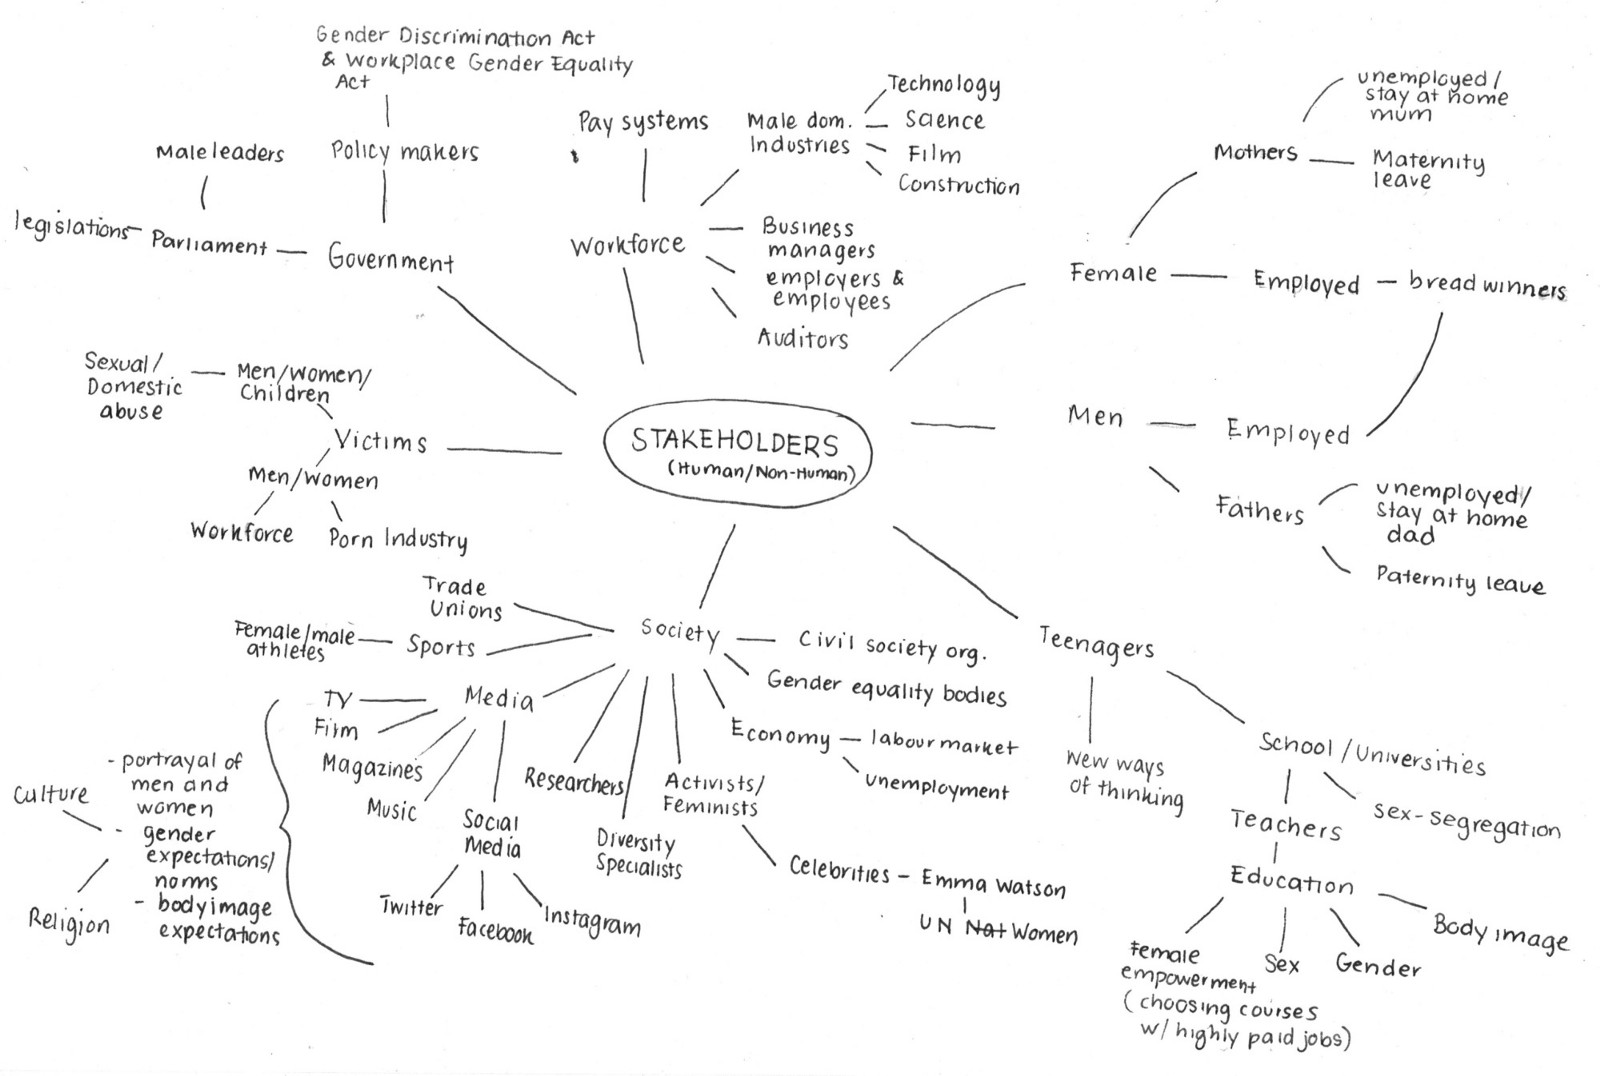 Gender Discrimination Act
& Workplace Gender Equality
Act
Policy makers
Male leaders
legislations
Parliament
Government
Pay systems
Male dom.
Industries
Technology
Science
Film
Construction
Workforce
Business
managers
employers &
employees
Auditors
unemployed/
stay at home
mum
Mothers
Maternity
leave
Female
Employed
bread winners
Men
Employed
Fathers
unemployed/
stay at home
dad
Paternity leave
Sexual/
Domestic
abuse
Men/Women/
Children
Victims
Men/Women
Workforce
Porn Industry
STAKEHOLDERS
(Human/Non-Human)
Trade
Unions
Female/male
athletes
Sports
Society
Civil society org.
Gender equality bodies
Economy
labour market
unemployment
Media
TV
Film
Magazines
Music
Social
Media
Twitter
Facebook
Instagram
Researchers
Diversity
Specialists
Activists/
Feminists
Celebrities - Emma Watson
UN Nat Women
Culture
Religion
- portrayal of
men and
women
- gender
expectations/
norms
- body image
expectations
Teenagers
New ways
of thinking
School/Universities
sex-segregation
Teachers
Education
Body image
Female
empowerment
(choosing courses
w/ highly paid jobs)
Sex
Gender